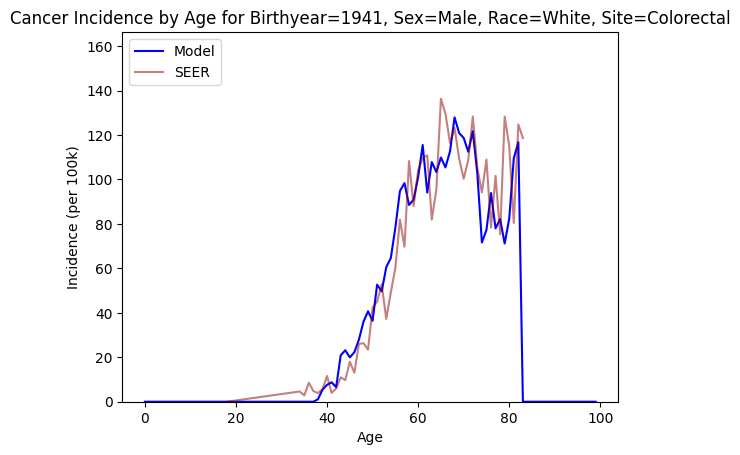 Cancer Incidence by Age for Birthyear=1941, Sex=Male, Race=White, Site=Colorectal
Model
SEER
Incidence (per 100k)
160
140
120
100
80
60
40
20
0
0 20 40 60 80 100
Age